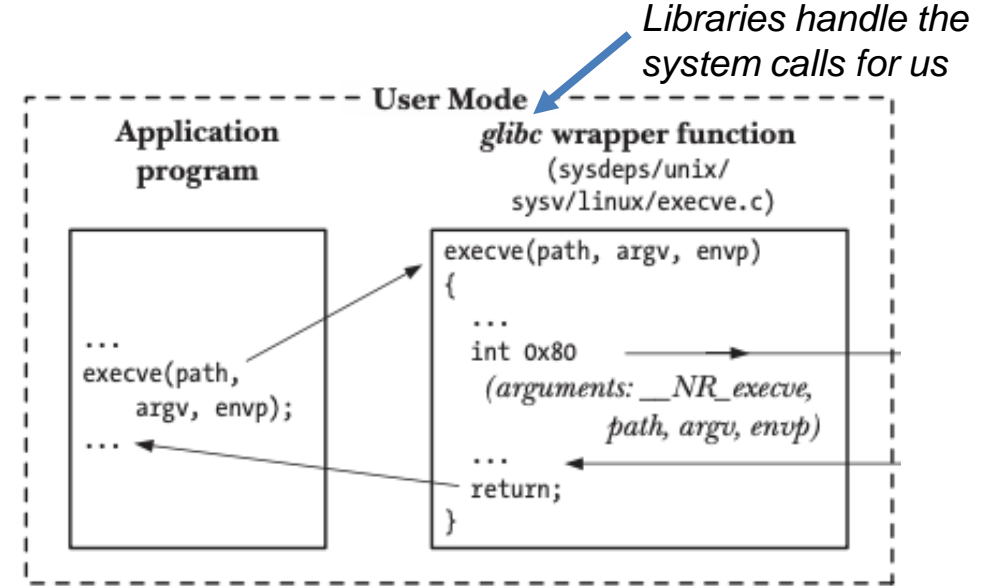 Libraries handle the
system calls for us
User Mode
Application
program
glibc wrapper function
(sysdeps/unix/
sysv/linux/execve.c)
...
execve(path,
argv, envp);
...
execve(path, argv, envp)
{
...
int 0x80
(arguments: __NR_execve,
path, argv, envp)
...
return;
}